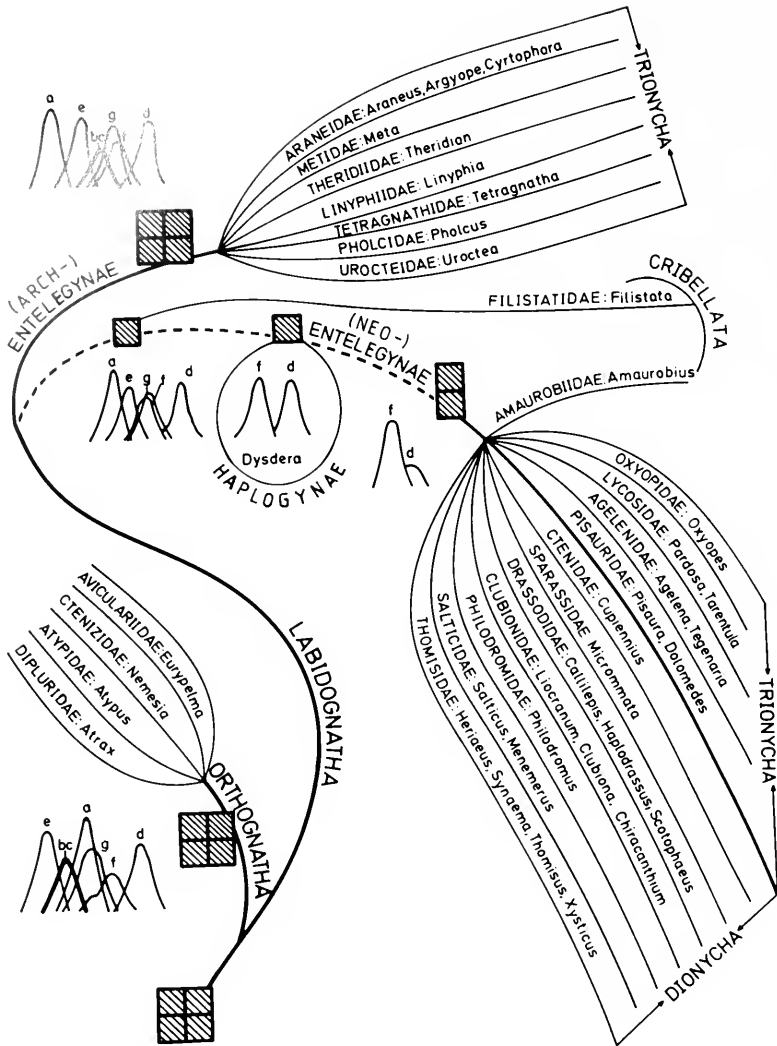 a
e
bc
g
f
d
ARANEIDAE: Araneus, Argyope, Cyrtophora
METIDAE: Meta
THERIDIIDAE: Theridion
LINYPHIIDAE: Linyphia
TETRAGNATHIDAE: Tetragnatha
PHOLCIDAE: Pholcus
UROCTEIDAE: Uroctea
TRIONYCHA
(ARCH-)
ENTELEGYNAE
FILISTATIDAE: Filistata
CRIBELLATA
AMAUROBIIDAE: Amaurobius
(NEO-)
ENTELEGYNAE
a
e
g
f
d
f
d
Dysdera
HAPLOGYNAE
f
d
OXYOPIDAE: Oxyopes
LYCOSIDAE: Pardosa, Tarentula
AGELENIDAE: Agelena, Tegenaria
PISAURIDAE: Pisaura, Dolomedes
CTENIDAE: Cupiennius
SPARASSIDAE: Micrommata
DRASSODIDAE: Callilepis, Haplodrassus, Scotophaeus
CLUBIONIDAE: Liocranum, Clubiona, Chiracanthium
PHILODROMIDAE: Philodromus
SALTICIDAE: Salticus, Menemerus
THOMISIDAE: Heriaeus, Synaema, Thomisus, Xysticus
TRIONYCHA
DIONYCHA
LABIDOGNATHA
AVICULARIIDAE: Eurypelma
CTENIZIDAE: Nemesia
ATYPIDAE: Atypus
DIPLURIDAE: Atrax
ORTHOGNATHA
e
bc
a
g
f
d